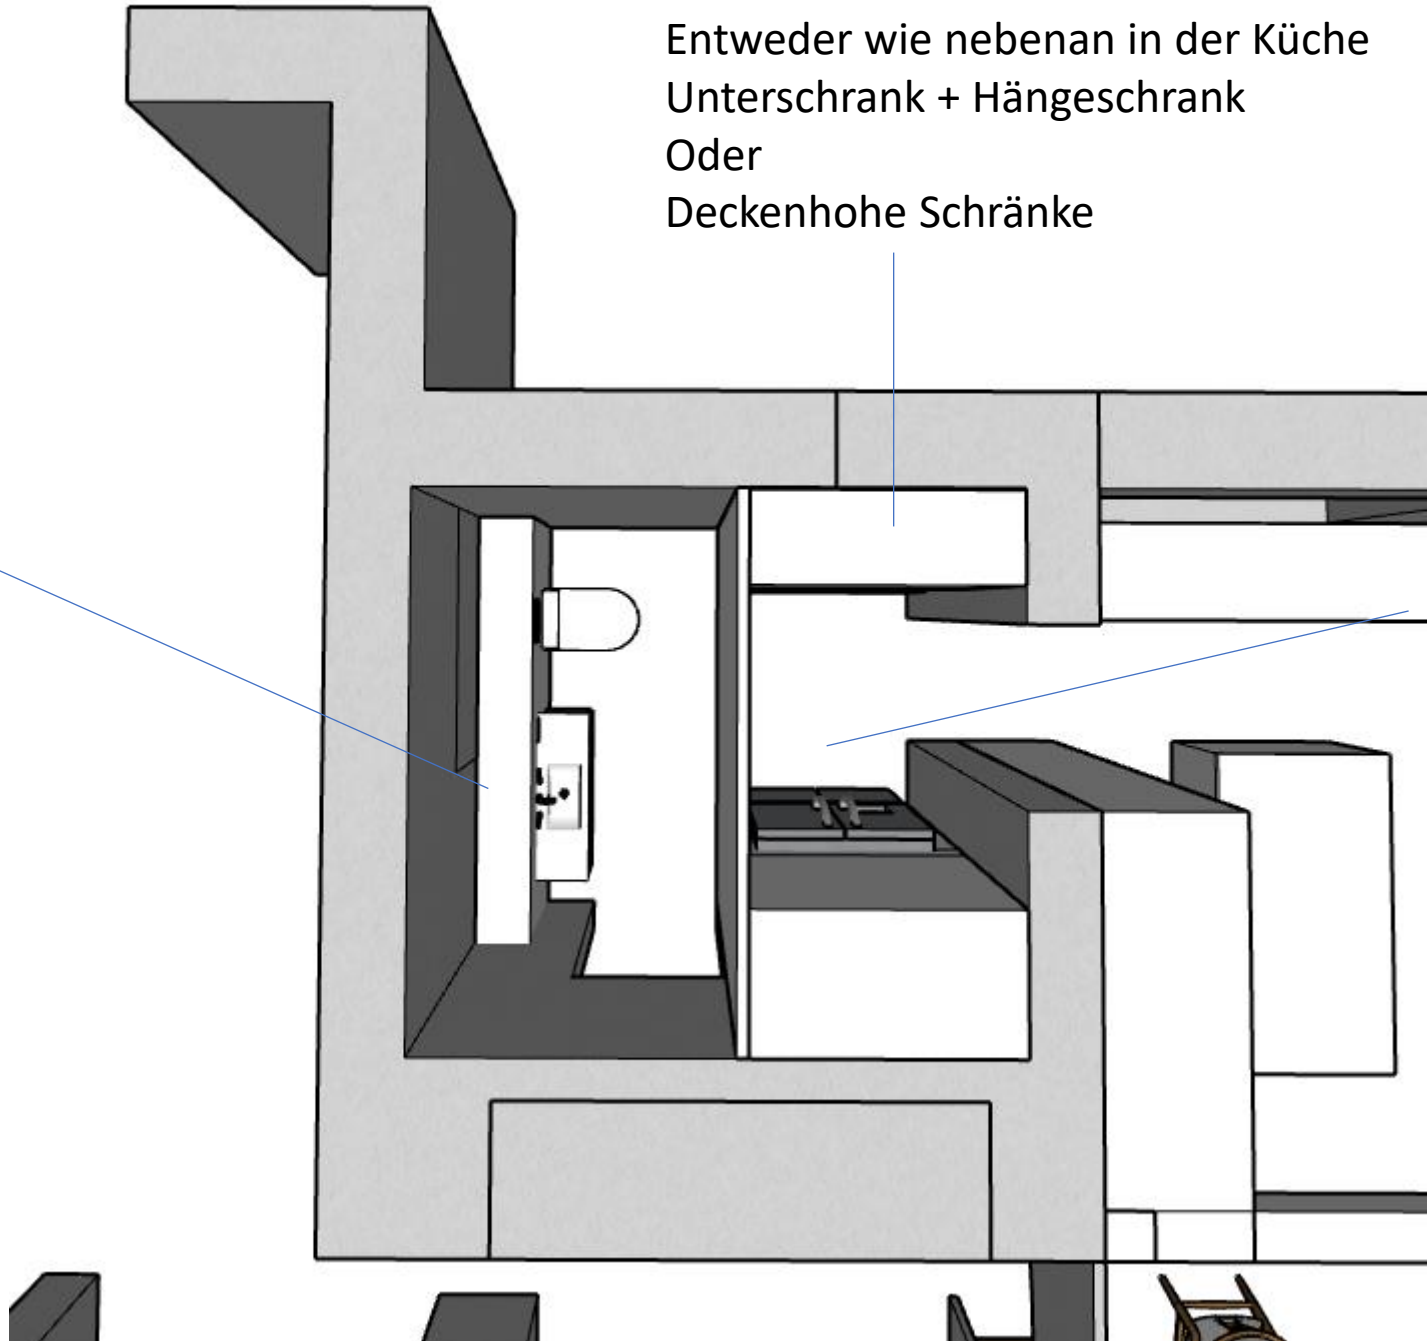 Entweder wie nebenan in der Küche
Unterschrank + Hängeschrank
Oder
Deckenhohe Schränke